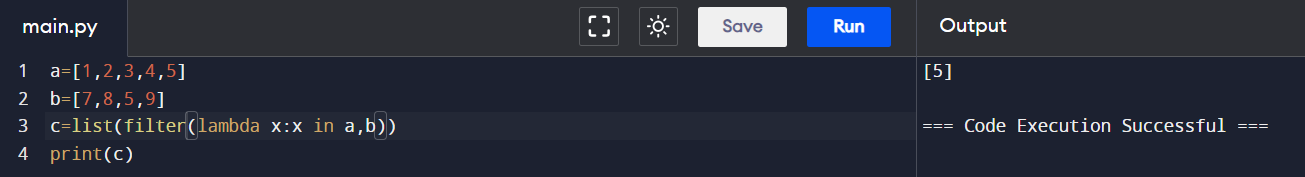 main.py Save Run Output
1 a=[1,2,3,4,5]
2 b=[7,8,5,9]
3 c=list(filter(lambda x:x in a,b))
4 print(c)
[5]
=== Code Execution Successful ===